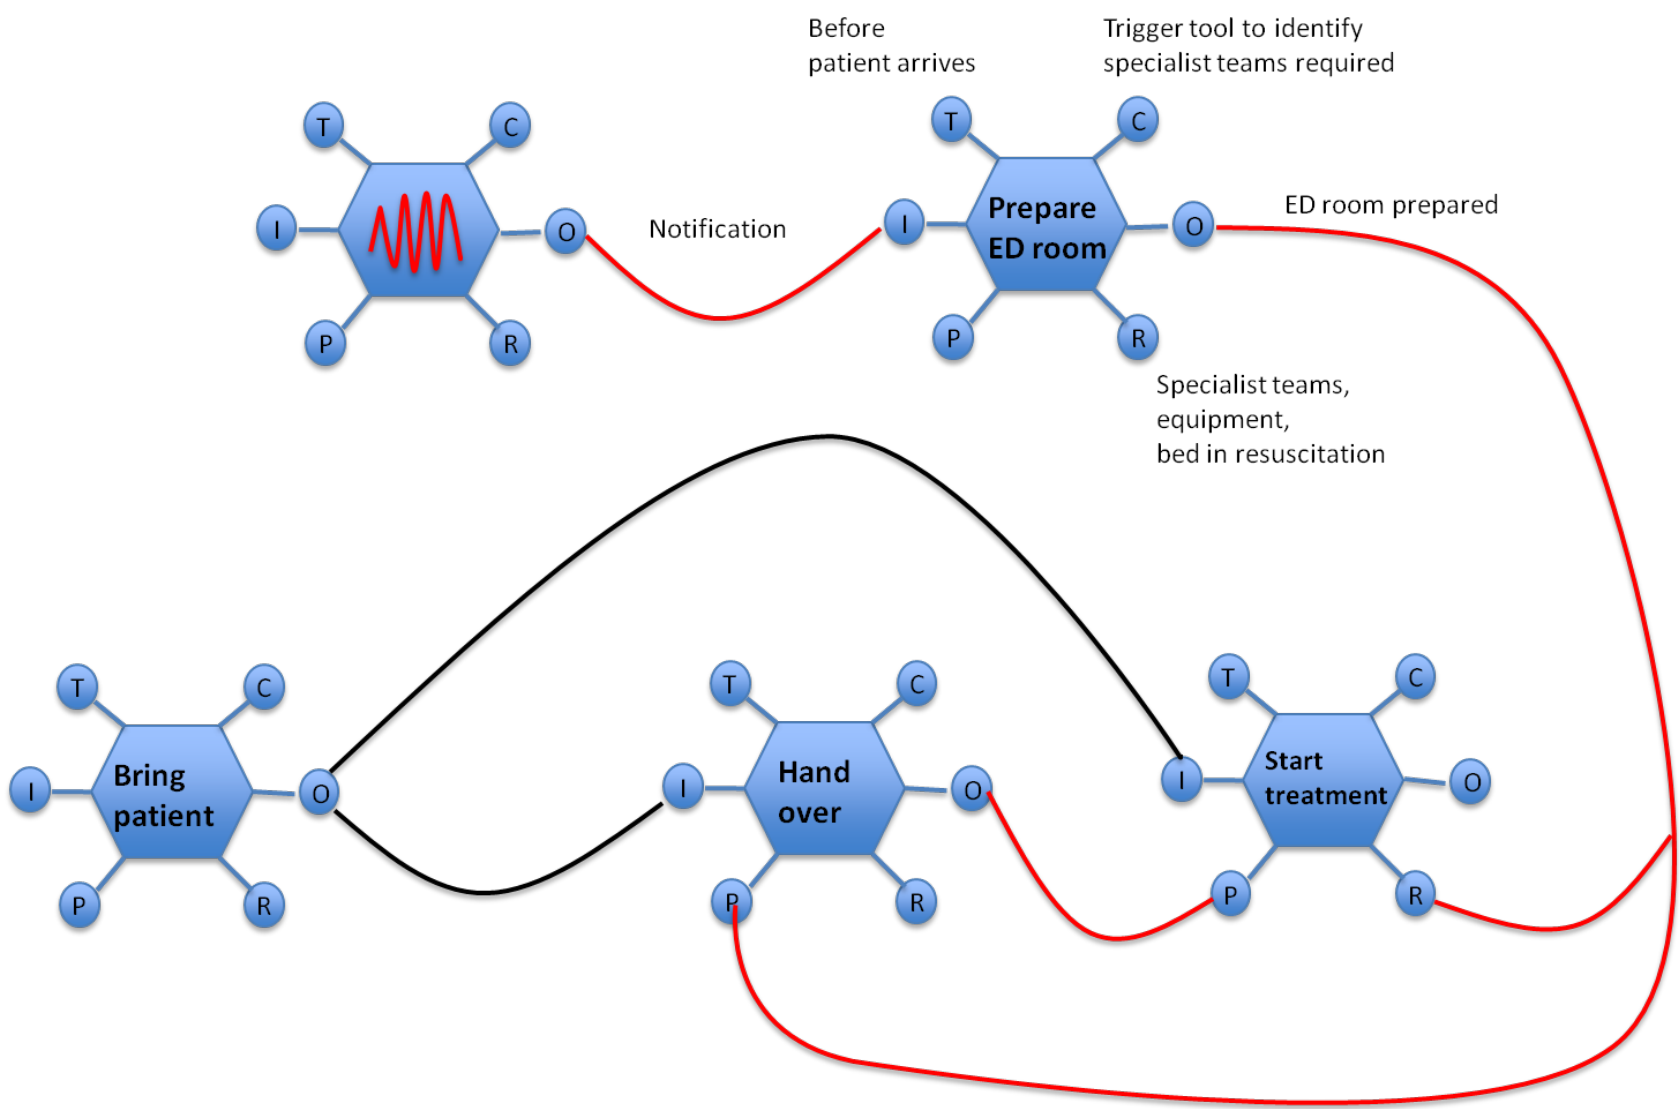 Before
patient arrives
Trigger tool to identify
specialist teams required
T
C
T
C
I
O
Notification
I
Prepare
ED room
O
ED room prepared
P
R
P
R
Specialist teams,
equipment,
bed in resuscitation
T
C
T
C
T
C
I
Bring
patient
O
I
Hand
over
O
I
Start
treatment
O
P
R
P
R
P
R